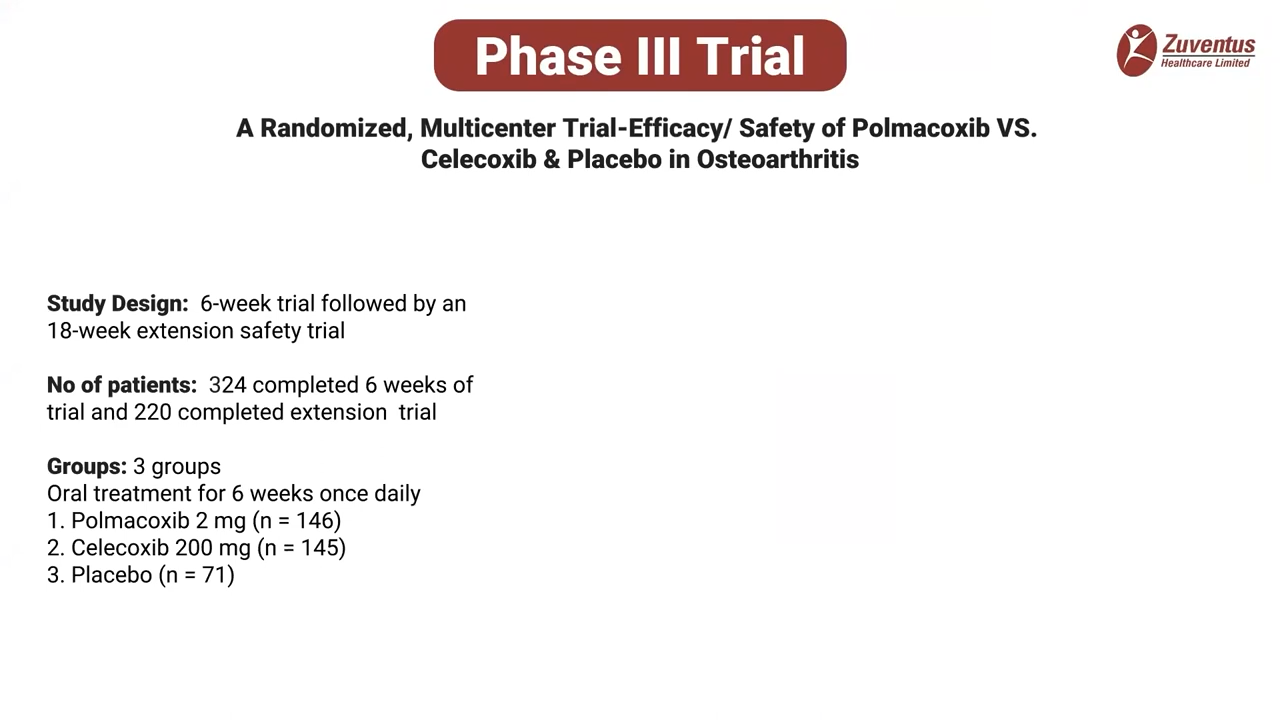 Phase III Trial
Zuventus
Healthcare Limited
A Randomized, Multicenter Trial-Efficacy/ Safety of Polmacoxib VS.
Celecoxib & Placebo in Osteoarthritis
Study Design: 6-week trial followed by an
18-week extension safety trial
No of patients: 324 completed 6 weeks of
trial and 220 completed extension trial
Groups: 3 groups
Oral treatment for 6 weeks once daily
1. Polmacoxib 2 mg (n = 146)
2. Celecoxib 200 mg (n = 145)
3. Placebo (n = 71)